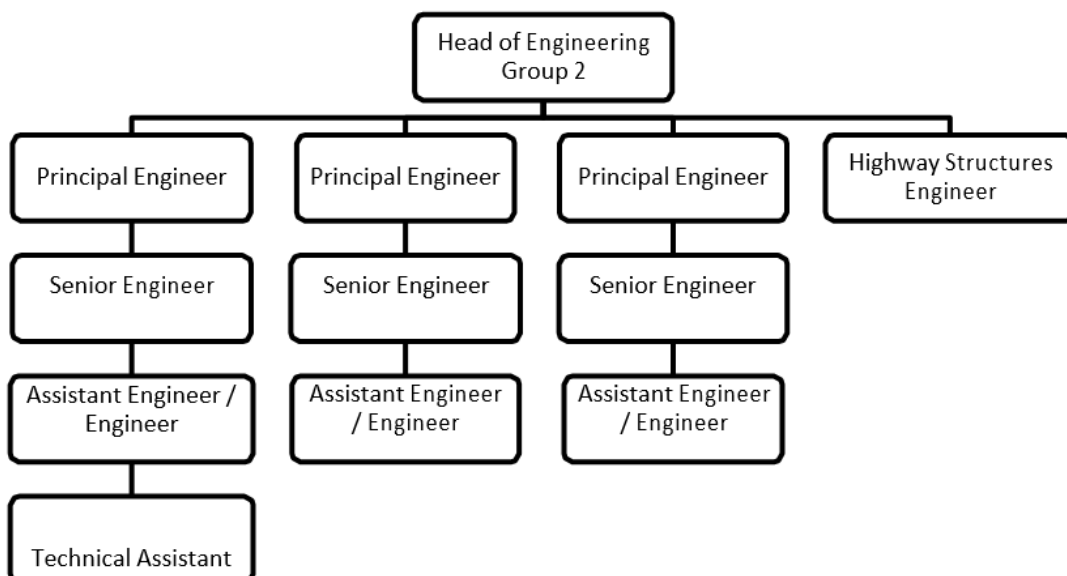 Head of Engineering
Group 2
Principal Engineer
Principal Engineer
Principal Engineer
Highway Structures
Engineer
Senior Engineer
Senior Engineer
Senior Engineer
Assistant Engineer /
Engineer
Assistant Engineer
/ Engineer
Assistant Engineer
/ Engineer
Technical Assistant